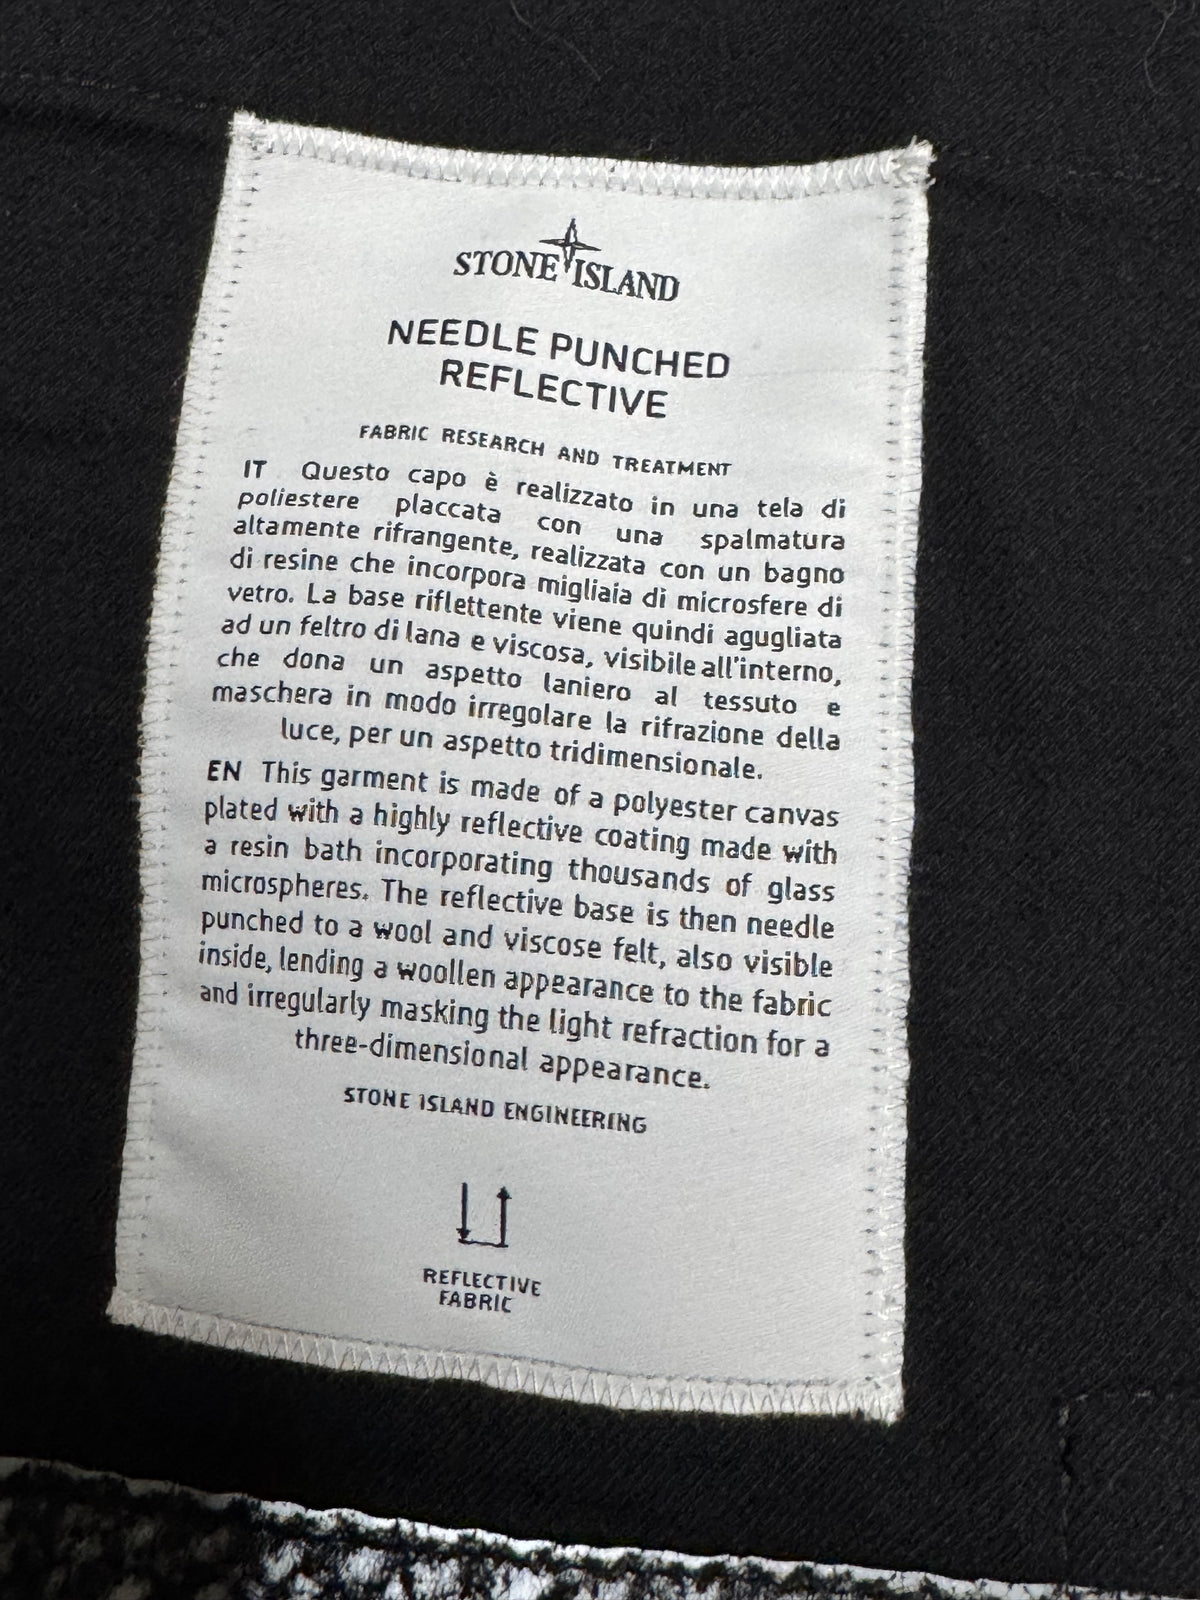 STONE ISLAND
NEEDLE PUNCHED
REFLECTIVE
FABRIC RESEARCH AND TREATMENT
IT Questo capo è realizzato in una tela di
poliestere placcata con una spalmatura
altamente rifrangente, realizzata con un bagno
di resine che incorpora migliaia di microsfere di
vetro. La base riflettente viene quindi agugliata
ad un feltro di lana e viscosa, visibile all'interno,
che dona un aspetto laniero al tessuto e
maschera in modo irregolare la rifrazione della
luce, per un aspetto tridimensionale.
EN This garment is made of a polyester canvas
plated with a highly reflective coating made with
a resin bath incorporating thousands of glass
microspheres. The reflective base is then needle
punched to a wool and viscose felt, also visible
inside, lending a woollen appearance to the fabric
and irregularly masking the light refraction for a
three-dimensional appearance.
STONE ISLAND ENGINEERING
REFLECTIVE
FABRIC